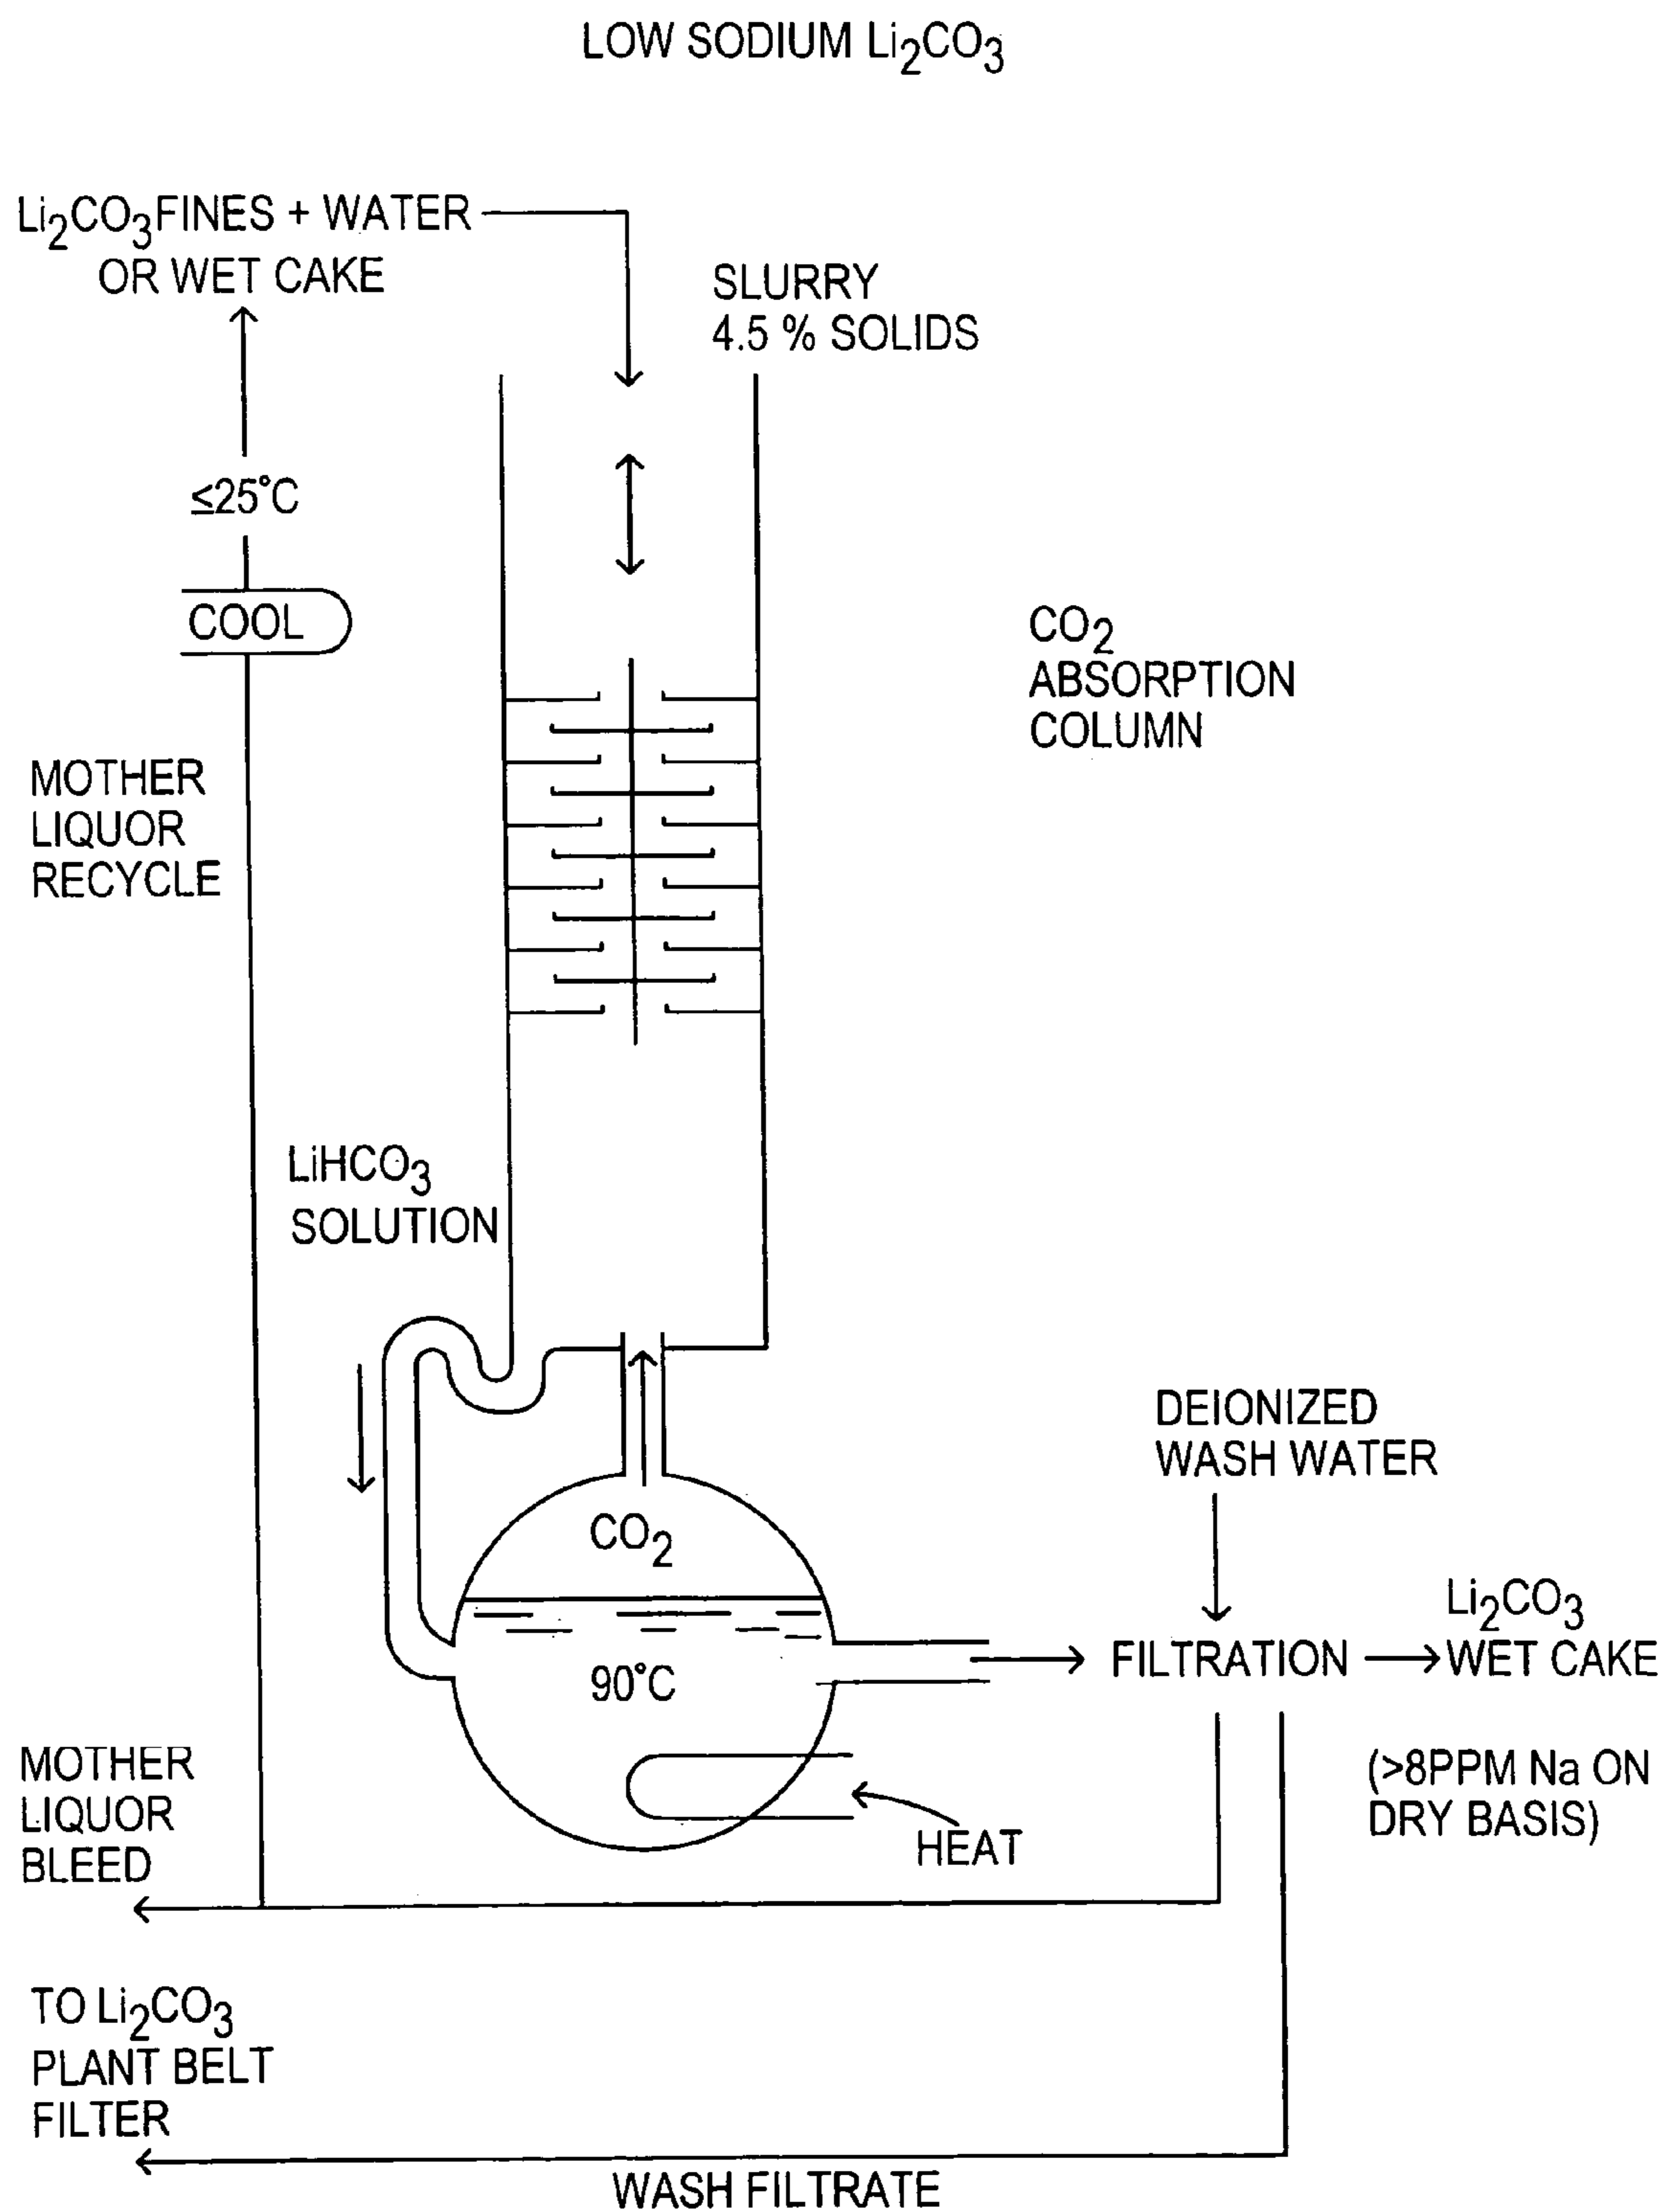 LOW SODIUM Li₂CO₃
Li₂CO₃FINES + WATER
OR WET CAKE
SLURRY
4.5 % SOLIDS
≤25°C
COOL
CO₂
ABSORPTION
COLUMN
MOTHER
LIQUOR
RECYCLE
LiHCO₃
SOLUTION
DEIONIZED
WASH WATER
CO₂
90°C
FILTRATION
Li₂CO₃
WET CAKE
(>8PPM Na ON
DRY BASIS)
HEAT
MOTHER
LIQUOR
BLEED
TO Li₂CO₃
PLANT BELT
FILTER
WASH FILTRATE